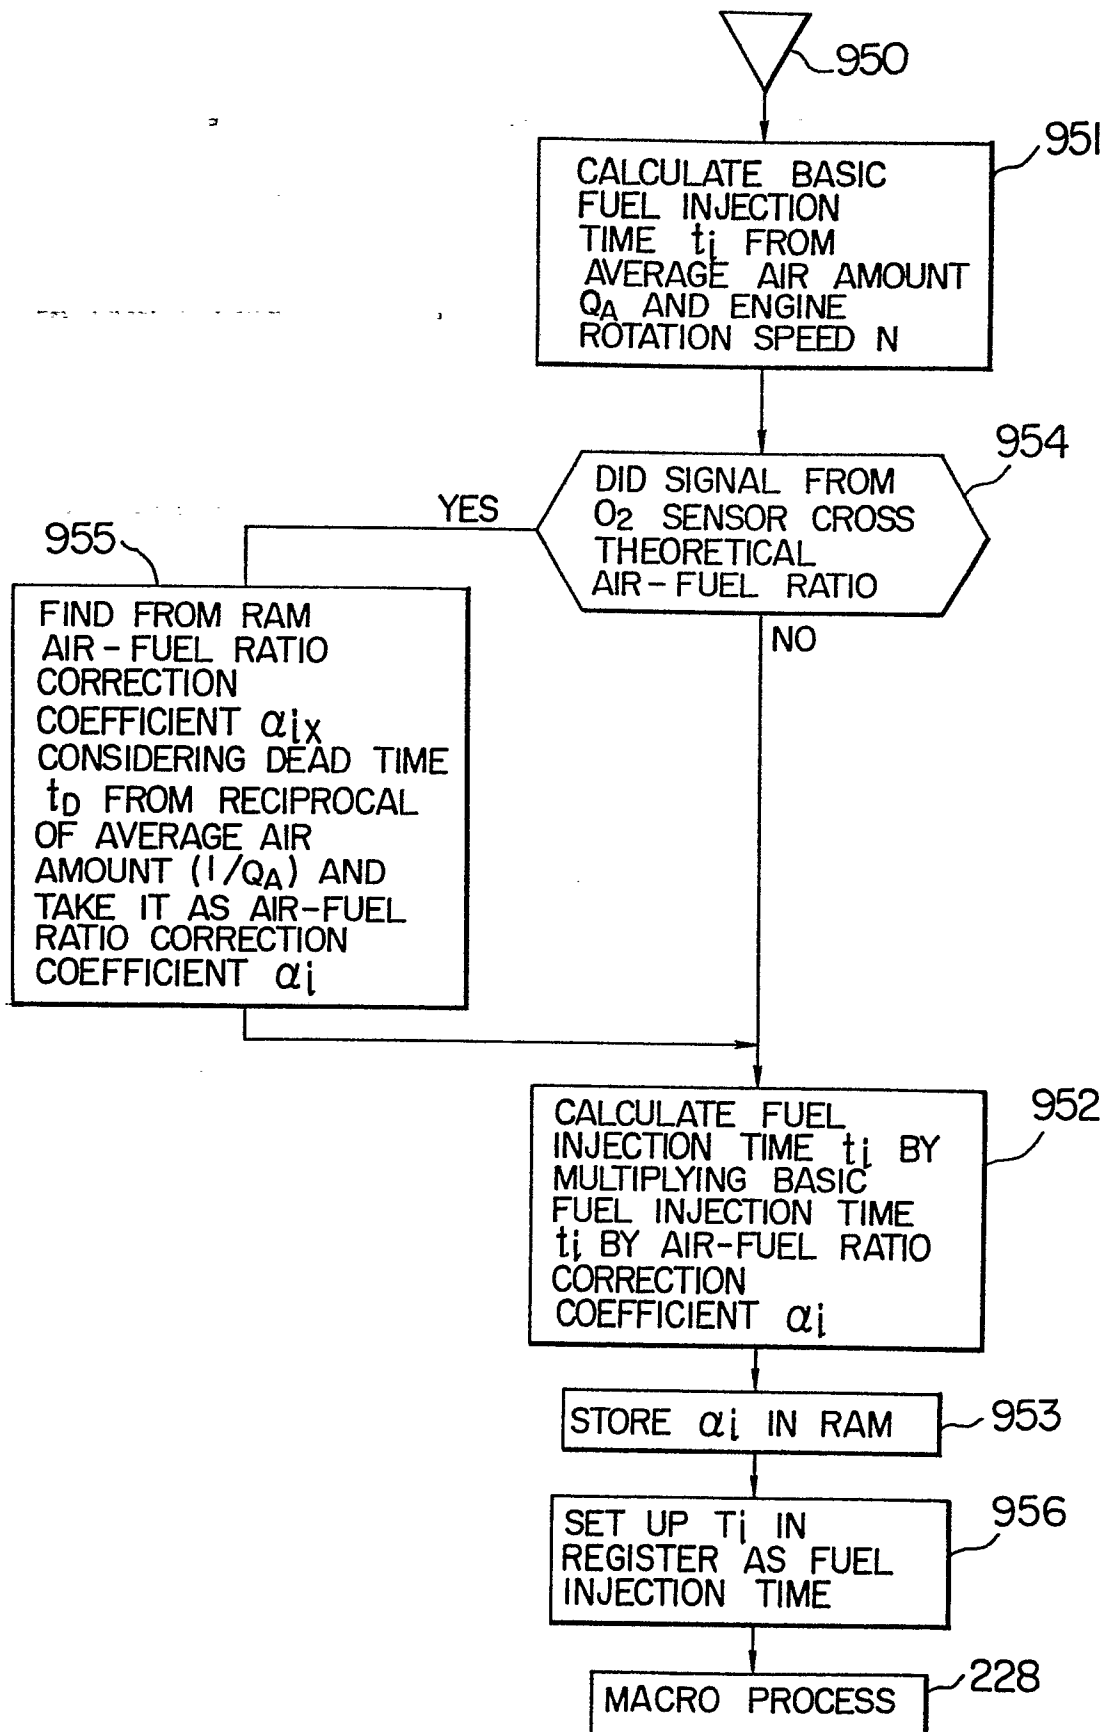 950
951
CALCULATE BASIC
FUEL INJECTION
TIME ti FROM
AVERAGE AIR AMOUNT
QA AND ENGINE
ROTATION SPEED N
954
DID SIGNAL FROM
O2 SENSOR CROSS
THEORETICAL
AIR-FUEL RATIO
YES
NO
955
FIND FROM RAM
AIR-FUEL RATIO
CORRECTION
COEFFICIENT αix
CONSIDERING DEAD TIME
tD FROM RECIPROCAL
OF AVERAGE AIR
AMOUNT (1/QA) AND
TAKE IT AS AIR-FUEL
RATIO CORRECTION
COEFFICIENT αi
952
CALCULATE FUEL
INJECTION TIME ti BY
MULTIPLYING BASIC
FUEL INJECTION TIME
ti BY AIR-FUEL RATIO
CORRECTION
COEFFICIENT αi
STORE αi IN RAM
953
956
SET UP Ti IN
REGISTER AS FUEL
INJECTION TIME
228
MACRO PROCESS